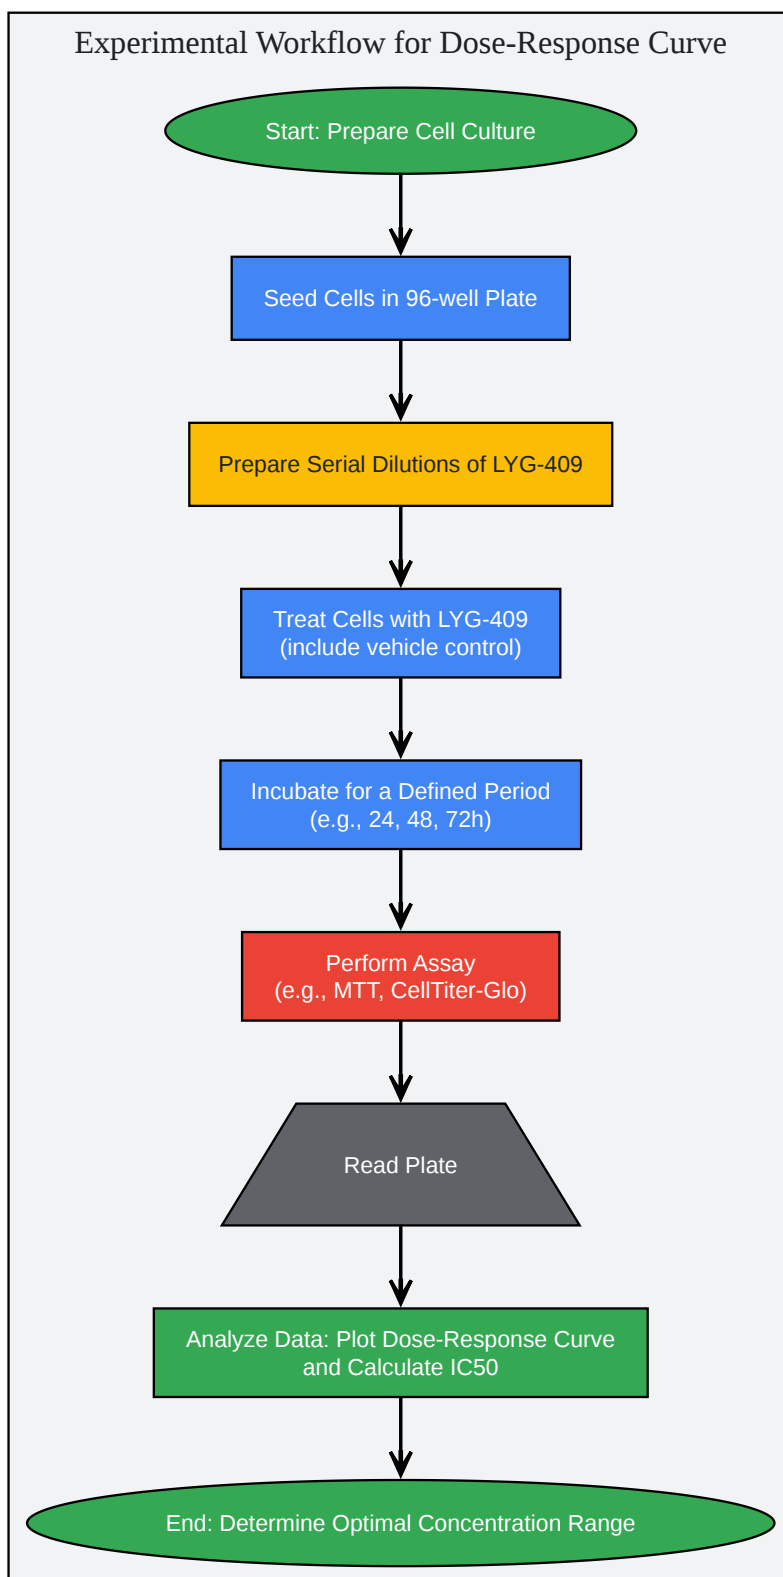 Experimental Workflow for Dose-Response Curve
Start: Prepare Cell Culture
Seed Cells in 96-well Plate
Prepare Serial Dilutions of LYG-409
Treat Cells with LYG-409
(include vehicle control)
Incubate for a Defined Period
(e.g., 24, 48, 72h)
Perform Assay
(e.g., MTT, CellTiter-Glo)
Read Plate
Analyze Data: Plot Dose-Response Curve
and Calculate IC50
End: Determine Optimal Concentration Range